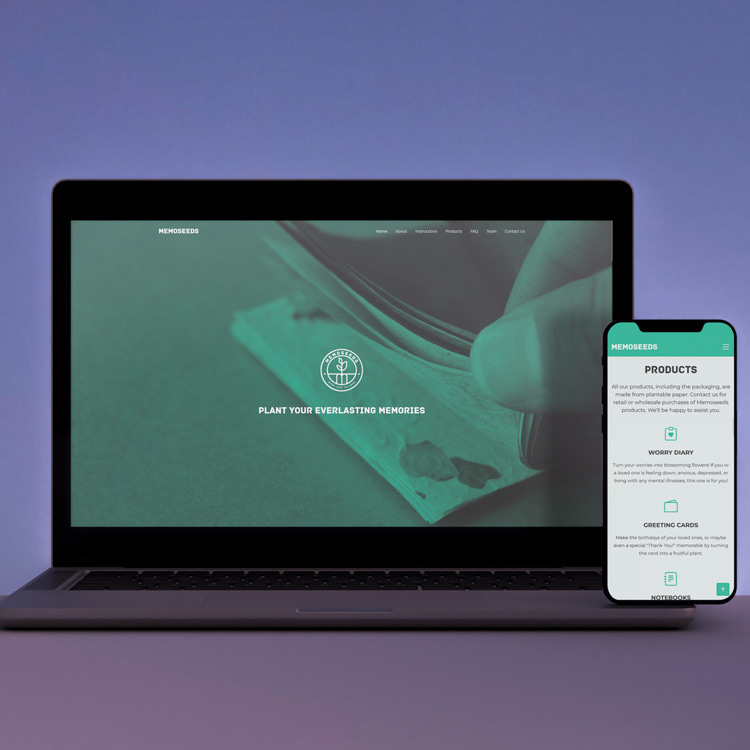 MEMOSEEDS
Home About Instructions Products FAQ Team Contact Us
MEMOSEEDS
PLANT YOUR EVERLASTING MEMORIES
MEMOSEEDS
PRODUCTS
All our products, including the packaging, are
made from plantable paper. Contact us for
retail or wholesale purchases of Memoseeds
products. We'll be happy to assist you.
WORRY DIARY
Turn your worries into blossoming flowers! If you or
a loved one is feeling down, anxious, depressed, or
living with any mental illnesses, this one is for you!
GREETING CARDS
Make the birthdays of your loved ones, or maybe
even a special "Thank You!" memorable by turning
the card into a fruitful plant.
NOTEBOOKS